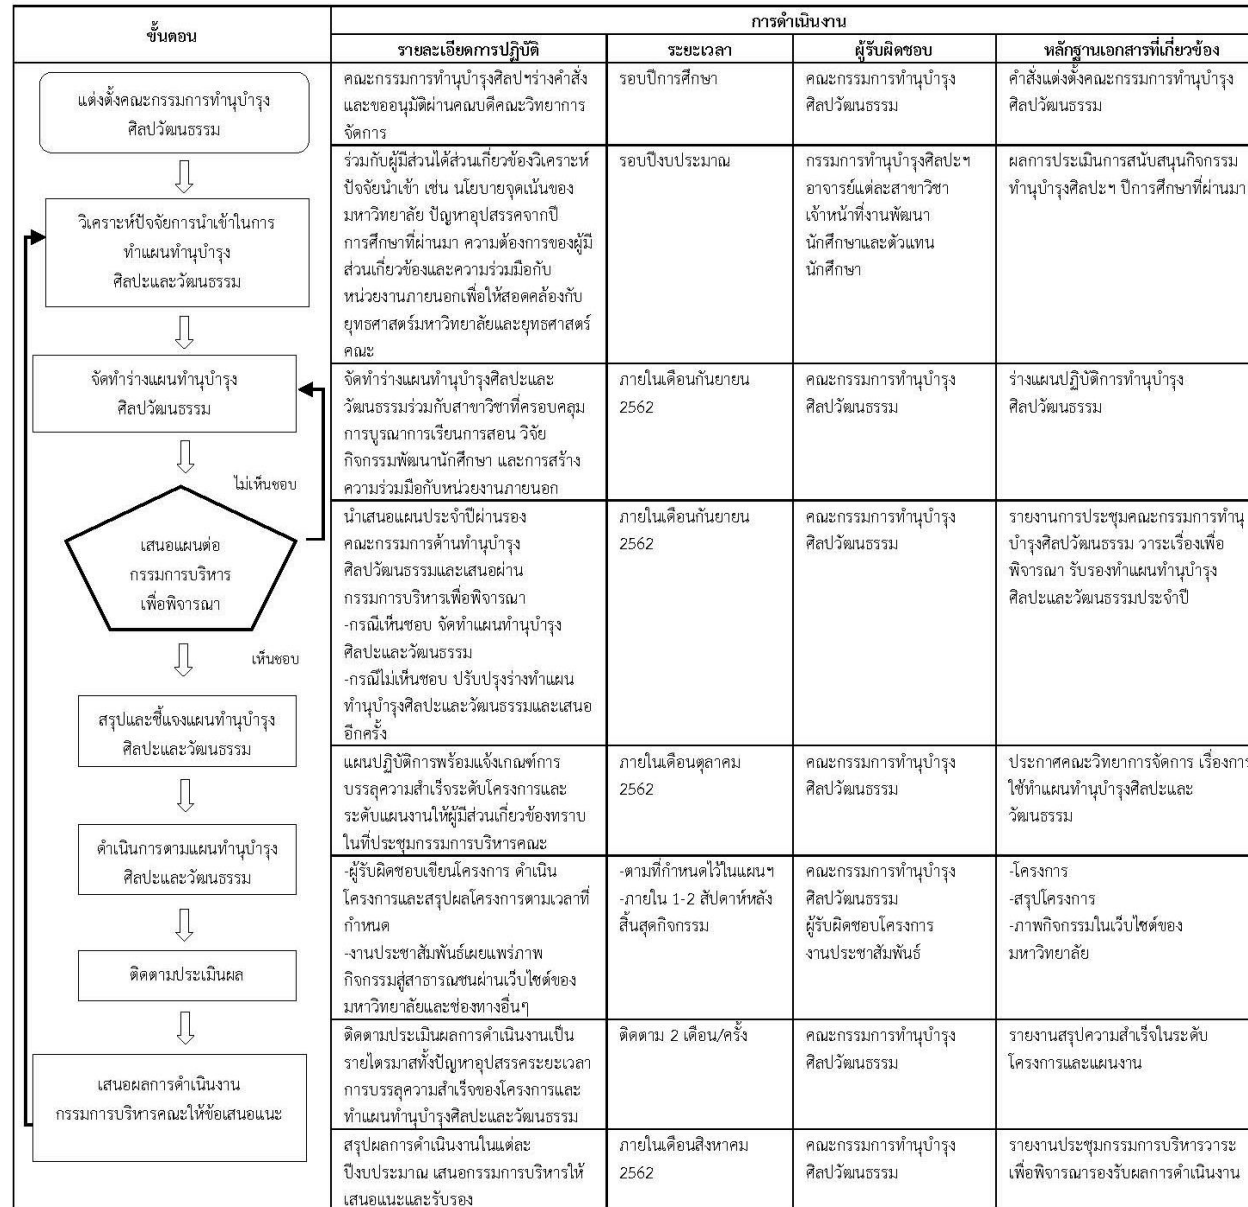 ขั้นตอน
การดำเนินงาน
รายละเอียดการปฏิบัติ
ระยะเวลา
ผู้รับผิดชอบ
หลักฐานเอกสารที่เกี่ยวข้อง
แต่งตั้งคณะกรรมการทำนุบำรุง
ศิลปวัฒนธรรม
วิเคราะห์ปัจจัยการนำเข้าในการ
ทำแผนทำนุบำรุง
ศิลปะและวัฒนธรรม
จัดทำร่างแผนทำนุบำรุง
ศิลปวัฒนธรรม
ไม่เห็นชอบ
เสนอแผนต่อ
กรรมการบริหาร
เพื่อพิจารณา
เห็นชอบ
สรุปและชี้แจงแผนทำนุบำรุง
ศิลปะและวัฒนธรรม
ดำเนินการตามแผนทำนุบำรุง
ศิลปะและวัฒนธรรม
ติดตามประเมินผล
เสนอผลการดำเนินงาน
กรรมการบริหารคณะให้ข้อเสนอแนะ
คณะกรรมการทำนุบำรุงศิลปฯร่างคำสั่ง
และขออนุมัติผ่านคณบดีคณะวิทยาการ
จัดการ
รอบปีการศึกษา
คณะกรรมการทำนุบำรุง
ศิลปวัฒนธรรม
คำสั่งแต่งตั้งคณะกรรมการทำนุบำรุง
ศิลปวัฒนธรรม
ร่วมกับผู้มีส่วนได้ส่วนเกี่ยวข้องวิเคราะห์
ปัจจัยนำเข้า เช่น นโยบายจุดเน้นของ
มหาวิทยาลัย ปัญหาอุปสรรคจากปี
การศึกษาที่ผ่านมา ความต้องการของผู้มี
ส่วนเกี่ยวข้องและความร่วมมือกับ
หน่วยงานภายนอกเพื่อให้สอดคล้องกับ
ยุทธศาสตร์มหาวิทยาลัยและยุทธศาสตร์
คณะ
รอบปีงบประมาณ
กรรมการทำนุบำรุงศิลปะฯ
อาจารย์แต่ละสาขาวิชา
เจ้าหน้าที่งานพัฒนา
นักศึกษาและตัวแทน
นักศึกษา
ผลการประเมินการสนับสนุนกิจกรรม
ทำนุบำรุงศิลปะฯ ปีการศึกษาที่ผ่านมา
จัดทำร่างแผนทำนุบำรุงศิลปะและ
วัฒนธรรมร่วมกับสาขาวิชาที่ครอบคลุม
การบูรณาการเรียนการสอน วิจัย
กิจกรรมพัฒนานักศึกษา และการสร้าง
ความร่วมมือกับหน่วยงานภายนอก
ภายในเดือนกันยายน
2562
คณะกรรมการทำนุบำรุง
ศิลปวัฒนธรรม
ร่างแผนปฏิบัติการทำนุบำรุง
ศิลปวัฒนธรรม
นำเสนอแผนประจำปีผ่านรอง
คณะกรรมการด้านทำนุบำรุง
ศิลปวัฒนธรรมและเสนอผ่าน
กรรมการบริหารเพื่อพิจารณา
-กรณีเห็นชอบ จัดทำแผนทำนุบำรุง
ศิลปะและวัฒนธรรม
-กรณีไม่เห็นชอบ ปรับปรุงร่างทำแผน
ทำนุบำรุงศิลปะและวัฒนธรรมและเสนอ
อีกครั้ง
ภายในเดือนกันยายน
2562
คณะกรรมการทำนุบำรุง
ศิลปวัฒนธรรม
รายงานการประชุมคณะกรรมการทำนุ
บำรุงศิลปวัฒนธรรม วาระเรื่องเพื่อ
พิจารณา รับรองทำแผนทำนุบำรุง
ศิลปะและวัฒนธรรมประจำปี
แผนปฏิบัติการพร้อมแจ้งเกณฑ์การ
บรรลุความสำเร็จระดับโครงการและ
ระดับแผนงานให้ผู้มีส่วนเกี่ยวข้องทราบ
ในที่ประชุมกรรมการบริหารคณะ
ภายในเดือนตุลาคม
2562
คณะกรรมการทำนุบำรุง
ศิลปวัฒนธรรม
ประกาศคณะวิทยาการจัดการ เรื่องการ
ใช้ทำแผนทำนุบำรุงศิลปะและ
วัฒนธรรม
-ผู้รับผิดชอบเขียนโครงการ ดำเนิน
โครงการและสรุปผลโครงการตามเวลาที่
กำหนด
-งานประชาสัมพันธ์เผยแพร่ภาพ
กิจกรรมสู่สาธารณชนผ่านเว็บไซต์ของ
มหาวิทยาลัยและช่องทางอื่นๆ
-ตามที่กำหนดไว้ในแผนฯ
-ภายใน 1-2 สัปดาห์หลัง
สิ้นสุดกิจกรรม
คณะกรรมการทำนุบำรุง
ศิลปวัฒนธรรม
ผู้รับผิดชอบโครงการ
งานประชาสัมพันธ์
-โครงการ
-สรุปโครงการ
-ภาพกิจกรรมในเว็บไซต์ของ
มหาวิทยาลัย
ติดตามประเมินผลการดำเนินงานเป็น
รายไตรมาสทั้งปัญหาอุปสรรคระยะเวลา
การบรรลุความสำเร็จของโครงการและ
ทำแผนทำนุบำรุงศิลปะและวัฒนธรรม
ติดตาม 2 เดือน/ครั้ง
คณะกรรมการทำนุบำรุง
ศิลปวัฒนธรรม
รายงานสรุปความสำเร็จในระดับ
โครงการและแผนงาน
สรุปผลการดำเนินงานในแต่ละ
ปีงบประมาณ เสนอกรรมการบริหารให้
เสนอแนะและรับรอง
ภายในเดือนสิงหาคม
2562
คณะกรรมการทำนุบำรุง
ศิลปวัฒนธรรม
รายงานประชุมกรรมการบริหารวาระ
เพื่อพิจารณารองรับผลการดำเนินงาน